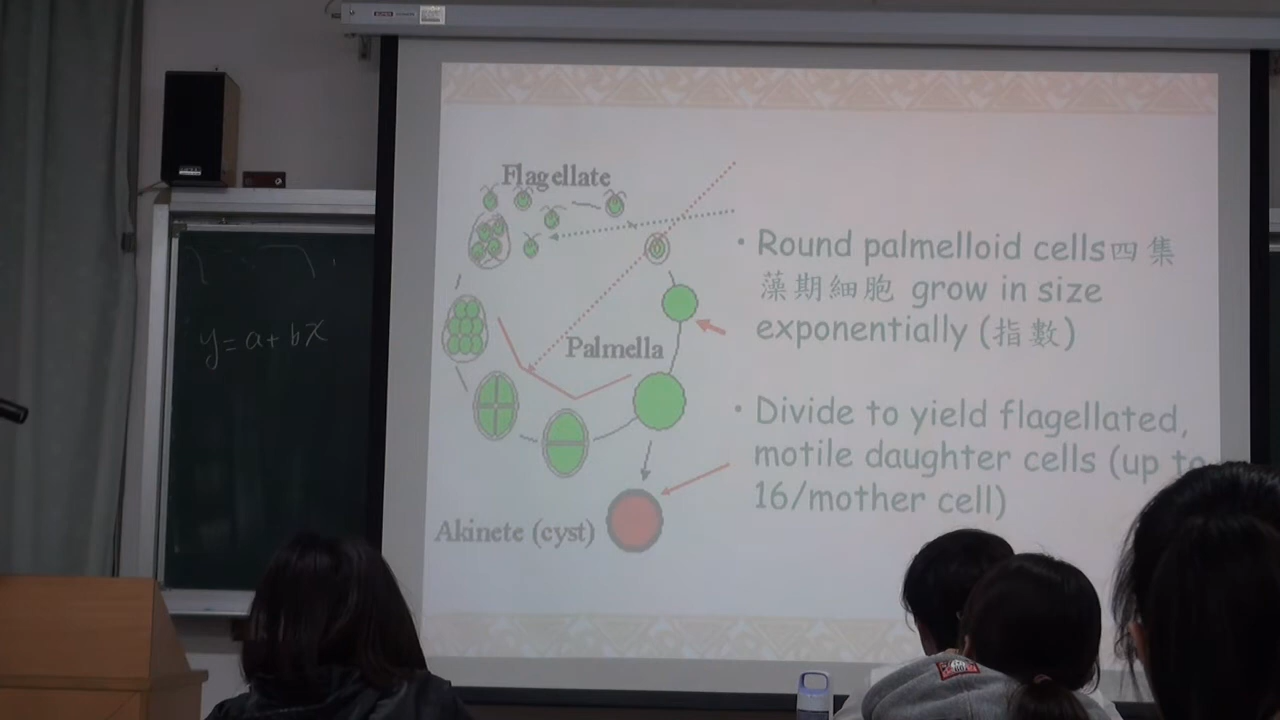 Flagellate
Palmella
Akinete (cyst)
• Round palmelloid cells四集
藻期細胞 grow in size
exponentially (指數)
• Divide to yield flagellated,
motile daughter cells (up to
16/mother cell)
y=a+bx